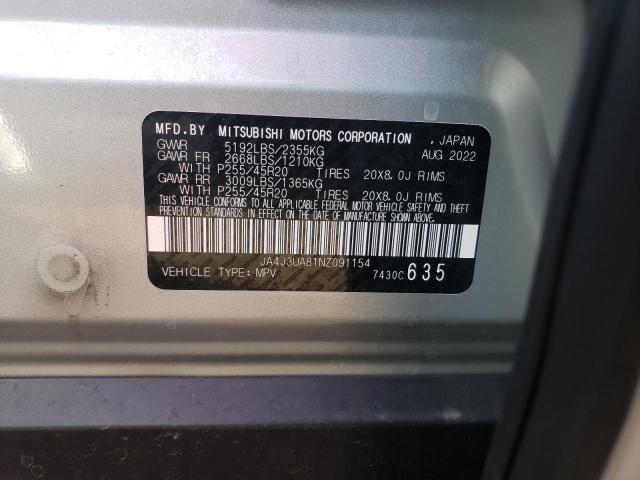 MFD.BY MITSUBISHI MOTORS CORPORATION , JAPAN
GVWR 5192LBS/2355KG AUG 2022
GAWR FR 2668LBS/1210KG
WITH P255/45R20 TIRES 20X8.0J RIMS
GAWR RR 3009LBS/1365KG
WITH P255/45R20 TIRES 20X8.0J RIMS
THIS VEHICLE CONFORMS TO ALL APPLICABLE FEDERAL MOTOR VEHICLE SAFETY AND THEFT
PREVENTION STANDARDS IN EFFECT ON THE DATE OF MANUFACTURE SHOWN ABOVE.
JA4J3UA81NZ091154
VEHICLE TYPE: MPV 7430C 635